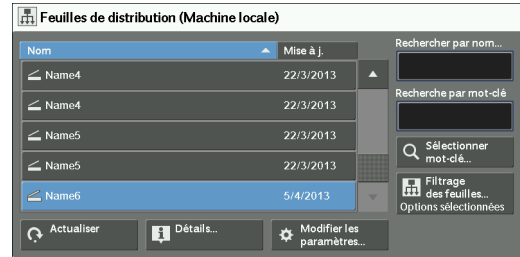 Feuilles de distribution (Machine locale)
Nom
Mise à j.
Name4
22/3/2013
Name4
22/3/2013
Name5
22/3/2013
Name5
22/3/2013
Name6
5/4/2013
Actualiser
Détails...
Modifier les
paramètres...
Rechercher par nom...
Recherche par mot-clé
Sélectionner
mot-clé...
Filtrage
des feuilles...
Options sélectionnées